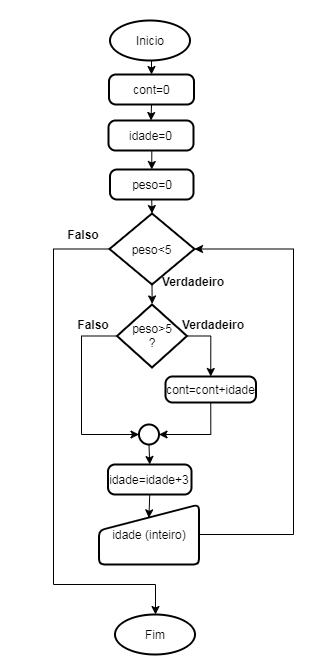 Inicio
cont=0
idade=0
peso=0
Falso
peso<5
Verdadeiro
Falso
peso>5
?
Verdadeiro
cont=cont+idade
idade=idade+3
idade (inteiro)
Fim